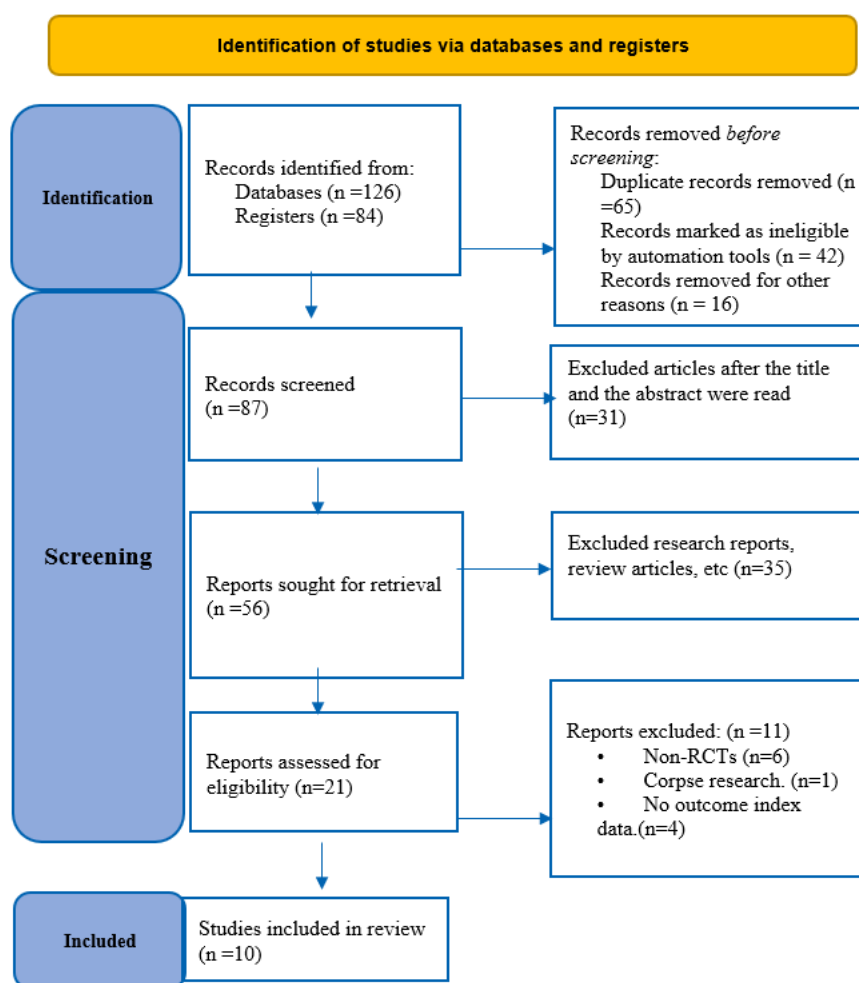 Identification of studies via databases and registers
Identification
Records identified from:
Databases (n =126)
Registers (n =84)
Records removed before
screening:
Duplicate records removed (n
=65)
Records marked as ineligible
by automation tools (n = 42)
Records removed for other
reasons (n = 16)
Screening
Records screened
(n =87)
Excluded articles after the title
and the abstract were read
(n=31)
Reports sought for retrieval
(n =56)
Excluded research reports,
review articles, etc (n=35)
Reports assessed for
eligibility (n=21)
Reports excluded: (n =11)
• Non-RCTs (n=6)
• Corpse research. (n=1)
• No outcome index
data.(n=4)
Included
Studies included in review
(n =10)